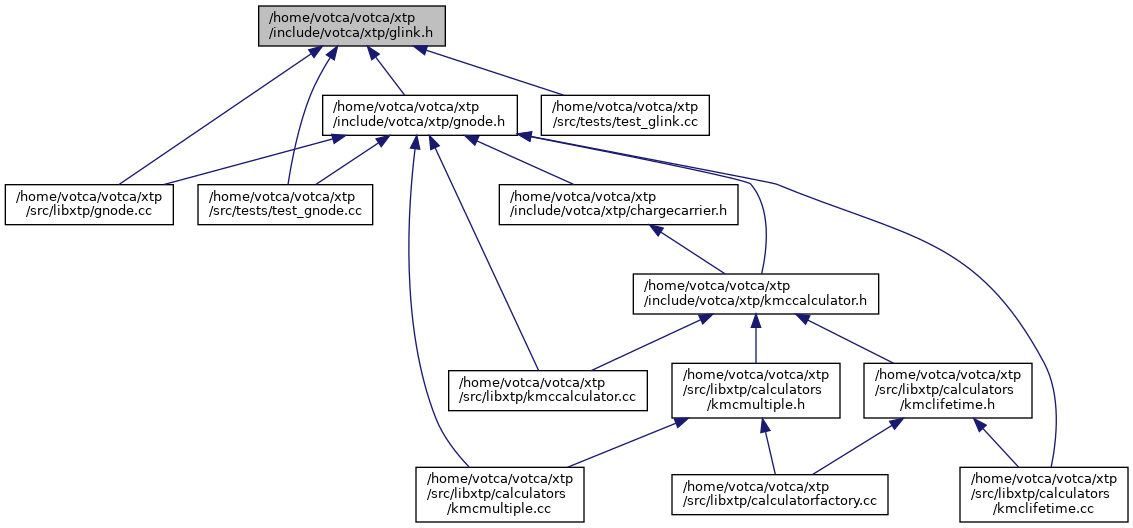 /home/votca/votca/xtp
/include/votca/xtp/glink.h
/home/votca/votca/xtp
/include/votca/xtp/gnode.h
/home/votca/votca/xtp
/src/tests/test_glink.cc
/home/votca/votca/xtp
/src/libxtp/gnode.cc
/home/votca/votca/xtp
/src/tests/test_gnode.cc
/home/votca/votca/xtp
/include/votca/xtp/chargecarrier.h
/home/votca/votca/xtp
/include/votca/xtp/kmccalculator.h
/home/votca/votca/xtp
/src/libxtp/kmccalculator.cc
/home/votca/votca/xtp
/src/libxtp/calculators
/kmcmultiple.h
/home/votca/votca/xtp
/src/libxtp/calculators
/kmclifetime.h
/home/votca/votca/xtp
/src/libxtp/calculators
/kmcmultiple.cc
/home/votca/votca/xtp
/src/libxtp/calculatorfactory.cc
/home/votca/votca/xtp
/src/libxtp/calculators
/kmclifetime.cc